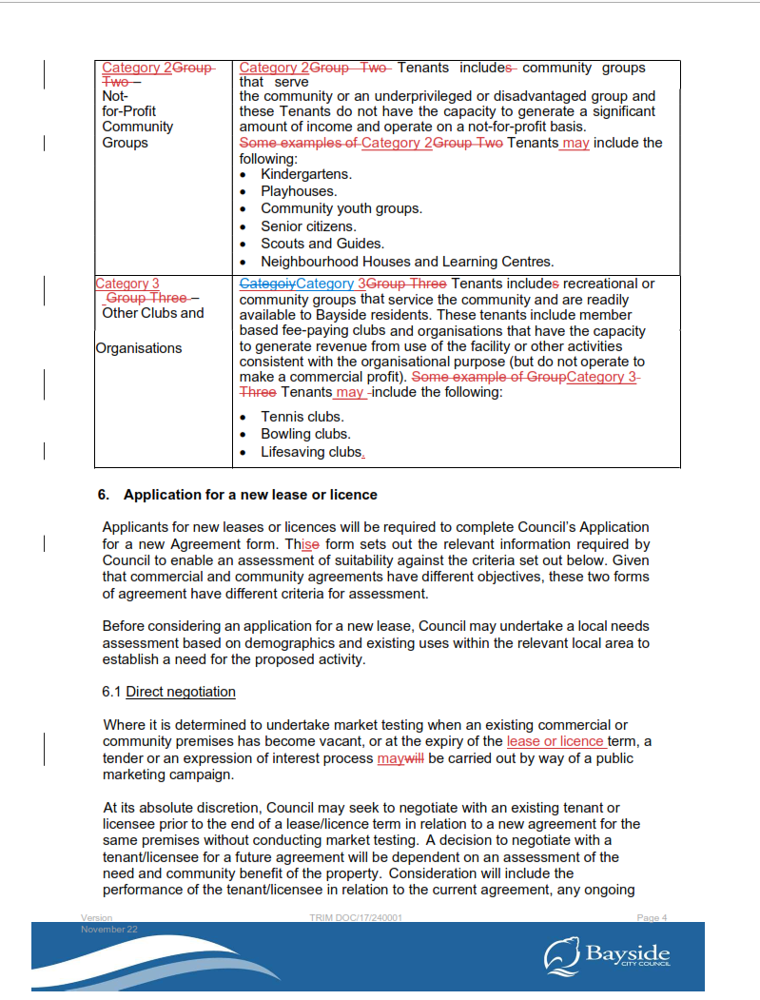 Category 2Group
Two –
Not-
for-Profit
Community
Groups
Category 2Group Two Tenants includes community groups
that serve
the community or an underprivileged or disadvantaged group and
these Tenants do not have the capacity to generate a significant
amount of income and operate on a not-for-profit basis.
Some examples of Category 2Group Two Tenants may include the
following:
• Kindergartens.
• Playhouses.
• Community youth groups.
• Senior citizens.
• Scouts and Guides.
• Neighbourhood Houses and Learning Centres.
Category 3
Group Three –
Other Clubs and
Organisations
CategoiyCategory 3Group Three Tenants includes recreational or
community groups that service the community and are readily
available to Bayside residents. These tenants include member
based fee-paying clubs and organisations that have the capacity
to generate revenue from use of the facility or other activities
consistent with the organisational purpose (but do not operate to
make a commercial profit). Some example of GroupCategory 3
Three Tenants may -include the following:
• Tennis clubs.
• Bowling clubs.
• Lifesaving clubs.
6. Application for a new lease or licence
Applicants for new leases or licences will be required to complete Council's Application
for a new Agreement form. Thise form sets out the relevant information required by
Council to enable an assessment of suitability against the criteria set out below. Given
that commercial and community agreements have different objectives, these two forms
of agreement have different criteria for assessment.
Before considering an application for a new lease, Council may undertake a local needs
assessment based on demographics and existing uses within the relevant local area to
establish a need for the proposed activity.
6.1 Direct negotiation
Where it is determined to undertake market testing when an existing commercial or
community premises has become vacant, or at the expiry of the lease or licence term, a
tender or an expression of interest process maywill be carried out by way of a public
marketing campaign.
At its absolute discretion, Council may seek to negotiate with an existing tenant or
licensee prior to the end of a lease/licence term in relation to a new agreement for the
same premises without conducting market testing. A decision to negotiate with a
tenant/licensee for a future agreement will be dependent on an assessment of the
need and community benefit of the property. Consideration will include the
performance of the tenant/licensee in relation to the current agreement, any ongoing
Version
TRIM DOC/17/240001
Page 4
November 22
Bayside
CITY COUNCIL